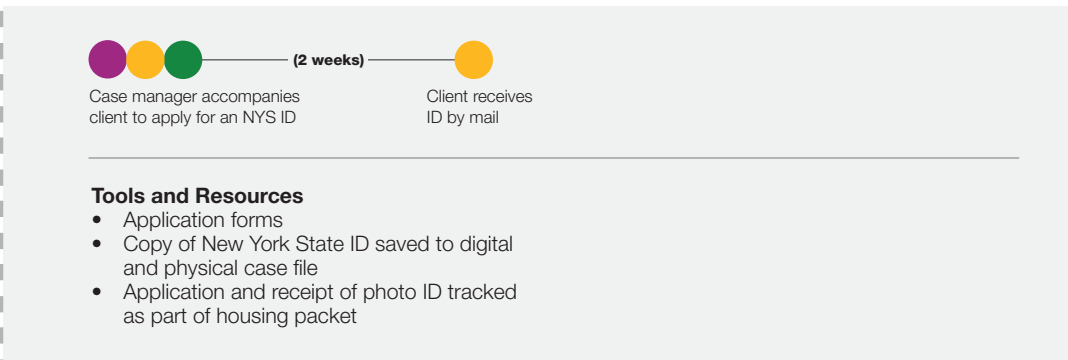 (2 weeks)
Case manager accompanies
client to apply for an NYS ID
Client receives
ID by mail
Tools and Resources
• Application forms
• Copy of New York State ID saved to digital
and physical case file
• Application and receipt of photo ID tracked
as part of housing packet